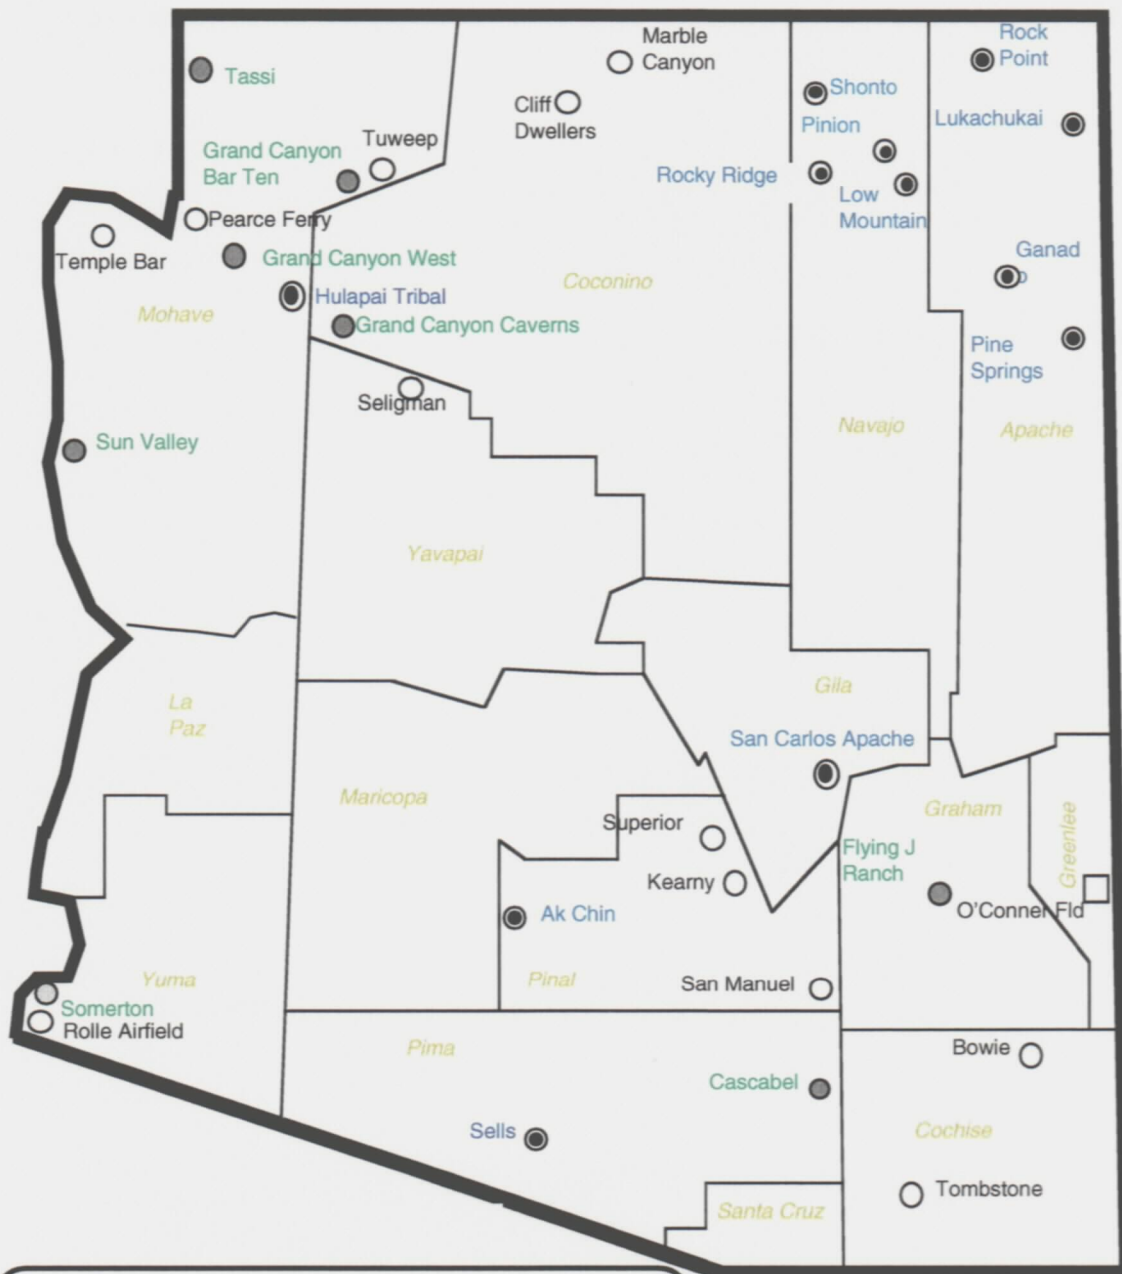 Rock
Point
Marble
Canyon
Tassi
Shonto
Cliff
Dwellers
Lukachukai
Pinion
Tuweep
Grand Canyon
Bar Ten
Rocky Ridge
Low
Mountain
Pearce Ferry
Temple Bar
Grand Canyon West
Ganad
o
Coconino
Hulapai Tribal
Mohave
Grand Canyon Caverns
Pine
Springs
Seligman
Navajo
Apache
Sun Valley
Yavapai
Gila
La
Paz
San Carlos Apache
Maricopa
Graham
Greenlee
Superior
Flying J
Ranch
Kearny
Ak Chin
O'Conner Fld
Yuma
Pinal
San Manuel
Somerton
Rolle Airfield
Pima
Bowie
Cascabel
Sells
Cochise
Tombstone
Santa Cruz